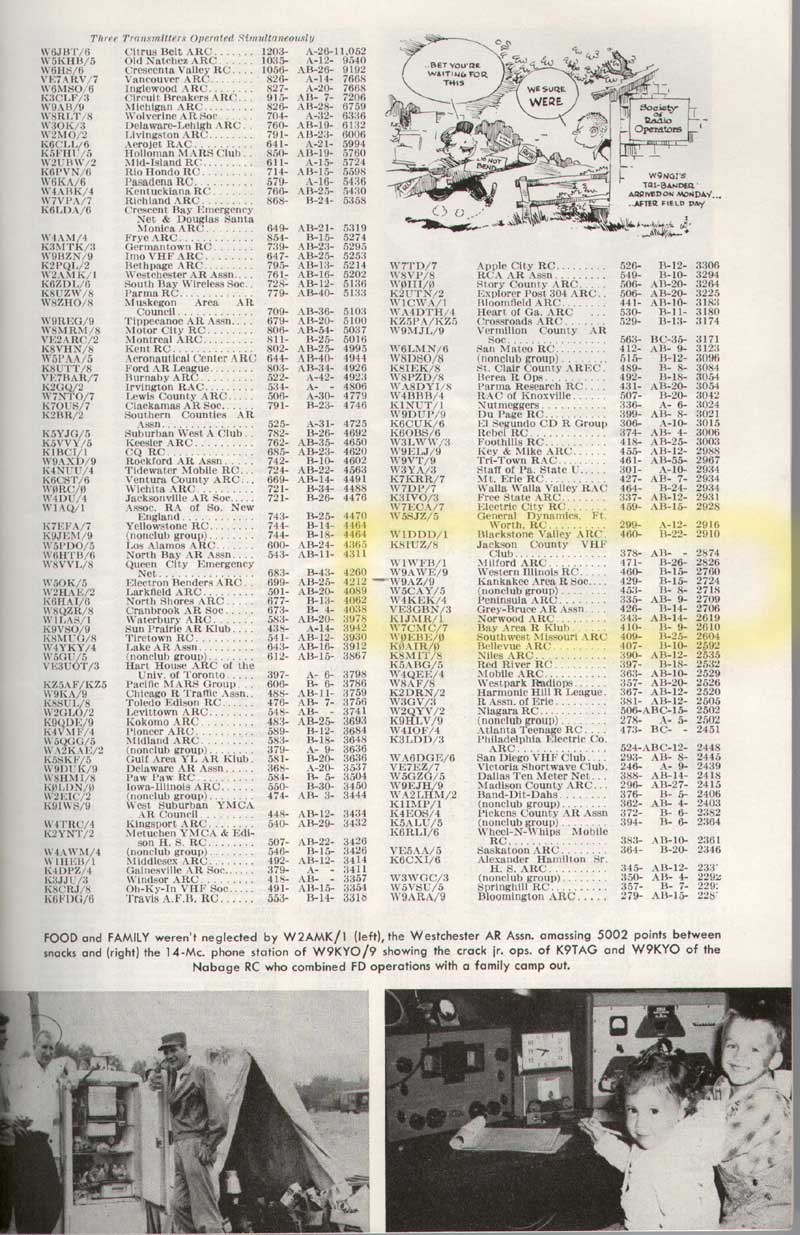 Three Transmitters Operated Simultaneously
W6JBT/6 Citrus Belt ARC....... 1203- A-26-11,052
W5KHB/5 Old Natchez ARC....... 1035- A-12- 9540
W6HS/6 Crescenta Valley RC.... 1056- AB-26- 9192
VE7ARV/7 Vancouver ARC....... 826- A-14- 7668
W6MSO/6 Inglewood ARC....... 827- A-20- 7668
K3CLF/3 Circuit Breakers ARC... 915- AB- 7- 7206
W9AB/9 Michigan ARC....... 826- AB-28- 6759
W8RLT/8 Wolverine AR Soc....... 704- A-32- 6336
W3OK/3 Delaware-Lehigh ARC.. 760- AB-19- 6132
W2MO/2 Livingston ARC....... 791- AB-23- 6006
K6CLL/6 Aerojet RAC....... 641- A-21- 5994
K5FHU/5 Holloman MARS Club.. 850- AB-19- 5760
W2UBW/2 Mid-Island RC....... 611- A-15- 5724
K6PVN/6 Rio Hondo RC....... 714- AB-15- 5598
W6KA/6 Pasadena RC....... 579- A-16- 5436
W4ABK/4 Kentuckiana RC....... 766- AB-25- 5430
W7VPA/7 Richland ARC....... 868- B-24- 5358
K6LDA/6 Crescent Bay Emergency
Net & Douglas Santa
Monica ARC....... 649- AB-21- 5319
W4AM/4 Frye ARC....... 854- B-15- 5274
K3MTK/3 Germantown RC....... 739- AB-23- 5295
W9BZN/9 Imo VHF ARC....... 647- AB-25- 5253
K2PQL/2 Bethpage ARC....... 795- AB-13- 5214
W2AMK/1 Westchester AR Assn.... 761- AB-16- 5202
K6ZDL/6 South Bay Wireless Soc.. 728- AB-12- 5136
K8UZW/8 Parma RC....... 779- AB-40- 5133
W8ZHO/8 Muskegon Area AR
Council....... 709- AB-36- 5103
W9REG/9 Tippecanoe AR Assn.... 679- AB-20- 5100
W8MRM/8 Motor City RC....... 806- AB-54- 5037
VE2ARC/2 Montreal ARC....... 811- B-25- 5016
K8VHN/8 Kent RC....... 802- AB-25- 4995
W5PAA/5 Aeronautical Center ARC 644- B-40- 4944
K8UTT/8 Ford AR League....... 803- AB-34- 4926
VE7BAR/7 Burnaby ARC....... 522- A-42- 4923
K2GQ/2 Irvington RAC....... 534- A- - 4806
W7NTO/7 Lewis County ARC..... 506- A-30- 4779
K7OUS/7 Clackamas AR Soc..... 791- B-23- 4746
K2BR/2 Southern Counties AR
Assn....... 525- A-31- 4725
K5YJG/5 Suburban West A Club.. 782- B-26- 4692
K5VVY/5 Keesler ARC....... 762- AB-35- 4650
K1BCI/1 CQ RC....... 685- AB-23- 4620
W9AXD/9 Rockford AR Assn..... 742- B-10- 4602
K4NUU/4 Tidewater Mobile RC... 724- AB-22- 4563
K6CST/6 Ventura County ARC... 669- AB-14- 4491
W0RC/6 Wichita ARC....... 721- B-34- 4488
W4DU/4 Jacksonville AR Soc.... 721- B-26- 4476
W1AQ/1 Assoc. RA of So. New
England....... 743- B-25- 4470
K7EFA/7 Yellowstone RC....... 744- B-14- 4464
K9JEM/9 (nonclub group)....... 744- B-18- 4464
W5PDO/5 Los Alamos ARC....... 600- AB-24- 4365
W6HTB/6 North Bay AR Assn.... 543- AB-11- 4311
W8VVL/8 Queen City Emergency
Net....... 683- B-43- 4260
W5OK/5 Electron Benders ARC... 699- AB-25- 4212
W2HAE/2 Larkfield ARC....... 501- AB-20- 4089
K6HAI/6 North Shores ARC..... 677- B-13- 4062
W8QZR/8 Cranbrook AR Soc..... 673- B- 4- 4038
W1LAS/1 Waterbury ARC....... 583- AB-20- 3978
K9VSO/9 Sun Prairie AR Klub.... 438- A-14- 3942
K8MUG/8 Tiretown RC....... 541- AB-12- 3930
W4YKY/4 Lake AR Assn....... 643- AB-16- 3912
W5GU/5 (nonclub group)....... 612- AB-15- 3867
VE3UOT/3 Hart House ARC of the
Univ. of Toronto..... 397- A- 6- 3798
KZ5AF/KZ5 Pacific MARS Group.... 606- B- 6- 3786
W9KA/9 Chicago R Traffic Assn.. 488- AB-11- 3759
K8SUL/8 Toledo Edison RC..... 476- AB- 7- 3756
W2GLO/2 Levittown ARC....... 548- AB- - 3741
K9QDE/9 Kokomo ARC....... 483- AB-25- 3693
K4VMF/4 Pioneer ARC....... 589- B-12- 3684
W5QGG/5 Midland ARC....... 583- B-18- 3648
WA2KAE/2 (nonclub group)....... 379- A- 9- 3636
K5SKF/5 Gulf Area YL AR Klub. 581- B-20- 3636
W9DUK/9 Delaware AR Assn..... 368- A-20- 3537
W8HMI/8 Paw Paw RC....... 584- B- 5- 3504
K0LDN/0 Iowa-Illinois ARC..... 550- B-30- 3450
W2EIC/2 (nonclub group)....... 474- AB- 3- 3444
K9IWS/9 West Suburban YMCA
AR Council....... 448- AB-12- 3434
W4TRC/4 Kingsport ARC....... 540- AB-29- 3432
K2YNT/2 Metuchen YMCA & Edi-
son H. S. RC....... 507- AB-22- 3426
W4AWM/4 (nonclub group)....... 546- B-15- 3426
W1HEB/1 Middlesex ARC....... 492- AB-12- 3414
K4DPZ/4 Gainesville AR Soc.... 379- A- - 3411
K3JJU/3 Windsor ARC....... 418- AB- - 3357
K8CRJ/8 Oh-Ky-In VHF Soc..... 491- AB-15- 3354
K6FDG/6 Travis A.F.B. RC..... 553- B-14- 3318
..BET YOU'RE
WAITING FOR
THIS
WE SURE
WERE
DO NOT
BEND
Society
of
Radio
Operators
W9NGI'S
TRI-BANDER
ARRIVED ON MONDAY...
..AFTER FIELD DAY
W7TD/7 Apple City RC....... 526- B-12- 3306
W8VP/8 RCA AR Assn....... 549- B-10- 3294
W0IH/0 Story County ARC..... 506- AB-20- 3264
K2UTN/2 Explorer Post 304 ARC.. 506- AB-20- 3225
W1CWA/1 Bloomfield ARC..... 441- AB-10- 3183
WA4DTH/4 Heart of Ga. ARC..... 530- B-11- 3180
KZ5PA/KZ5 Crossroads ARC....... 529- B-13- 3174
W9MJL/9 Vermilion County AR
Soc....... 563- BC-35- 3171
W6LMN/6 San Mateo RC....... 412- AB- 9- 3123
W8DSO/8 (nonclub group)....... 515- B-12- 3096
K8IEK/8 St. Clair County AREC. 489- B- 8- 3084
W8PZD/8 Berea R Ops....... 492- B-18- 3054
WA8DYI/8 Parma Research RC.... 431- AB-20- 3054
W4BBB/4 RAC of Knoxville..... 507- B-20- 3042
K1NUT/1 Nutmeggers....... 336- A- 6- 3024
W9DUP/9 Du Page RC....... 399- AB- 8- 3021
K6CUK/6 El Segundo CD R Group 306- A-10- 3015
K6OBS/6 Rebel RC....... 374- AB- 4- 3006
W3LWW/3 Foothills RC....... 418- AB-25- 3003
W9ELJ/9 Key & Mike ARC..... 455- AB-12- 2988
W9VT/9 Tri-Town RAC....... 461- AB-55- 2967
W3YA/3 Staff of Pa. State U.... 301- A-10- 2934
K7KRR/7 Mt. Erie RC....... 427- AB- 7- 2934
W7DP/7 Walla Walla Valley RAC 464- B-24- 2934
K3IVO/3 Free State ARC....... 337- AB-12- 2931
W7ECA/7 Electric City RC....... 459- AB-15- 2928
W5SJZ/5 General Dynamics, Ft.
Worth, RC....... 299- A-12- 2916
W1DDD/1 Blackstone Valley ARC. 460- B-22- 2910
K8IUZ/8 Jackson County VHF
Club....... 378- AB- - 2874
W1WFB/1 Milford ARC....... 471- B-26- 2826
W9AWE/9 Western Illinois RC.... 460- B-15- 2760
W9AZ/9 Kankakee Area R Soc... 429- B-15- 2724
W5CAY/5 (nonclub group)....... 453- B- 8- 2718
W4KEK/4 Peninsula ARC....... 335- AB- 9- 2709
VE3GBN/3 Grey-Bruce AR Assn.. 426- B-14- 2706
K1JMR/1 Norwood ARC....... 343- AB-14- 2619
W7CMC/7 Bay Area R Klub..... 410- B- 9- 2610
W0EBE/0 Southwest Missouri ARC 409- B-25- 2604
K0AIR/0 Bellevue ARC....... 407- B-10- 2592
K8MIT/8 Niles ARC....... 390- AB-12- 2535
K5ABG/5 Red River RC....... 397- B-18- 2532
W4QEE/4 Mobile ARC....... 363- AB-10- 2529
W8AF/8 Westpark Radiops.... 357- AB-20- 2526
K2DRN/2 Harmonic Hill R League. 367- AB-12- 2520
W3GV/3 R Assn. of Erie....... 381- AB-12- 2505
W2QYV/2 Niagara RC....... 506-ABC-15- 2502
K9HLV/9 (nonclub group)....... 278- A- 5- 2502
W4IOF/4 Atlanta Teenage RC.... 473- BC- - 2451
K3LDD/3 Philadelphia Electric Co.
ARC....... 524-ABC-12- 2448
WA6DGE/6 San Diego VHF Club... 293- AB- 8- 2445
VE7EZ/7 Victoria Shortwave Club. 246- A- 9- 2439
W5GZG/5 Dallas Ten Meter Net.. 388- AB-14- 2418
W9EJH/9 Madison County ARC... 296- AB-27- 2415
WA2LHM/2 Band-Dit-Dahs....... 376- B- 5- 2406
K1IMP/1 (nonclub group)....... 362- AB- 4- 2403
K4EOS/4 Pickens County AR Assn 372- B- 6- 2382
K5ALU/5 (nonclub group)....... 394- B- 6- 2364
K6RLI/6 Wheel-N-Whips Mobile
RC....... 383- AB-10- 2361
VE5AA/5 Saskatoon ARC....... 364- B-20- 2346
K6CXI/6 Alexander Hamilton Sr.
H. S. ARC....... 345- AB-12- 233
W3WGC/3 (nonclub group)....... 350- AB- 4- 2292
W5VSU/5 Springhill RC....... 357- B- 7- 229
W9ARA/9 Bloomington ARC..... 279- AB-15- 228
FOOD and FAMILY weren't neglected by W2AMK/1 (left), the Westchester AR Assn. amassing 5002 points between
snacks and (right) the 14-Mc. phone station of W9KYO/9 showing the crack jr. ops. of K9TAG and W9KYO of the
Nabage RC who combined FD operations with a family camp out.